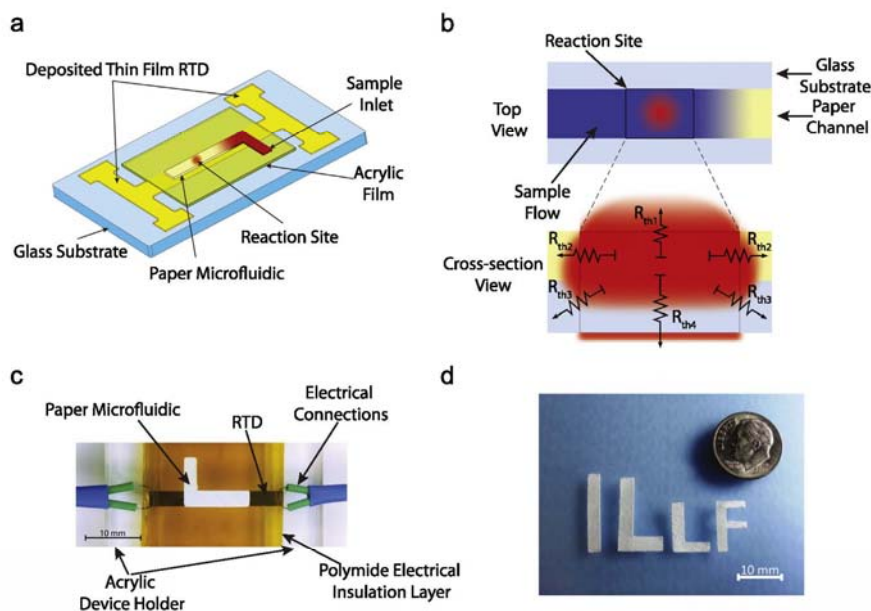 a
Deposited Thin Film RTD
Sample
Inlet
Acrylic
Film
Reaction Site
Glass Substrate
Paper Microfluidic
b
Reaction Site
Glass
Substrate
Paper
Channel
Top
View
Sample
Flow
Rth1
Rth2
Rth2
Cross-section
View
Rth3
Rth3
Rth4
c
Electrical
Connections
Paper Microfluidic
RTD
10 mm
Acrylic
Device Holder
Polymide Electrical
Insulation Layer
d
10 mm